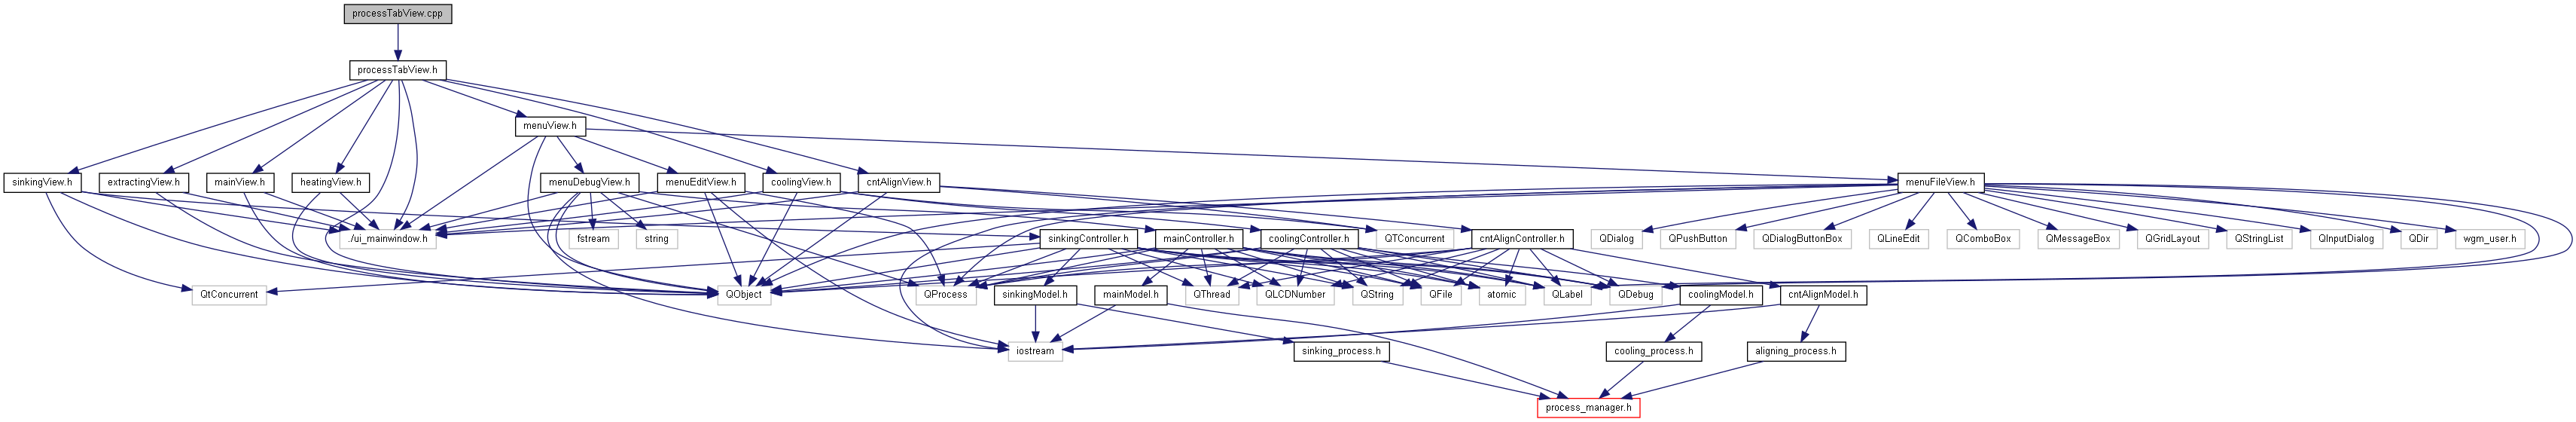 processTabView.cpp
processTabView.h
menuView.h
sinkingView.h
extractingView.h
mainView.h
heatingView.h
menuDebugView.h
menuEditView.h
coolingView.h
cntAlignView.h
menuFileView.h
./ui_mainwindow.h
fstream
string
sinkingController.h
mainController.h
coolingController.h
QTConcurrent
cntAlignController.h
QDialog
QPushButton
QDialogButtonBox
QLineEdit
QComboBox
QMessageBox
QGridLayout
QStringList
QInputDialog
QDir
wgm_user.h
QtConcurrent
QObject
QProcess
sinkingModel.h
mainModel.h
QThread
QLCDNumber
QString
QFile
atomic
QLabel
QDebug
coolingModel.h
cntAlignModel.h
iostream
sinking_process.h
cooling_process.h
aligning_process.h
process_manager.h